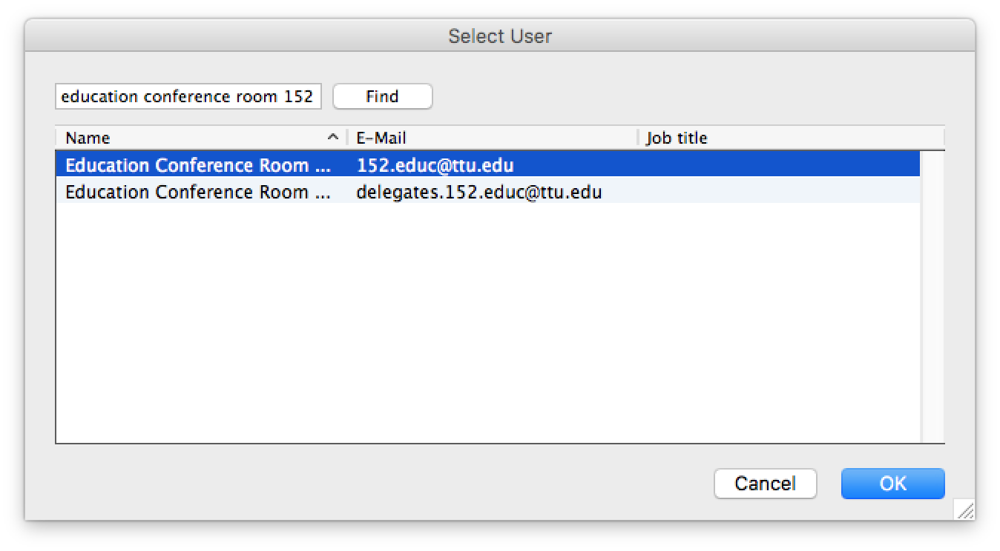 Select User
education conference room 152 Find
Name E-Mail Job title
Education Conference Room ... 152.educ@ttu.edu
Education Conference Room ... delegates.152.educ@ttu.edu
Cancel OK